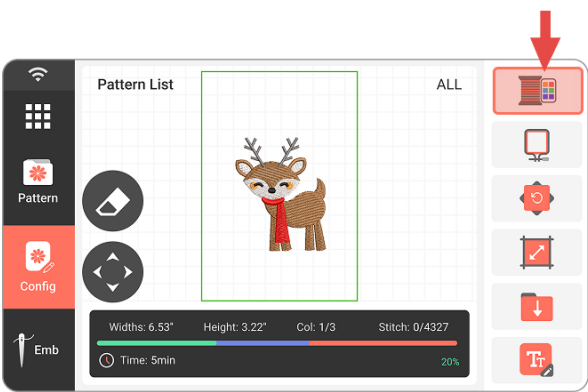 Pattern List
ALL
Pattern
Config
Emb
Widths: 6.53" Height: 3.22" Col: 1/3 Stitch: 0/4327
Time: 5min
20%
TT